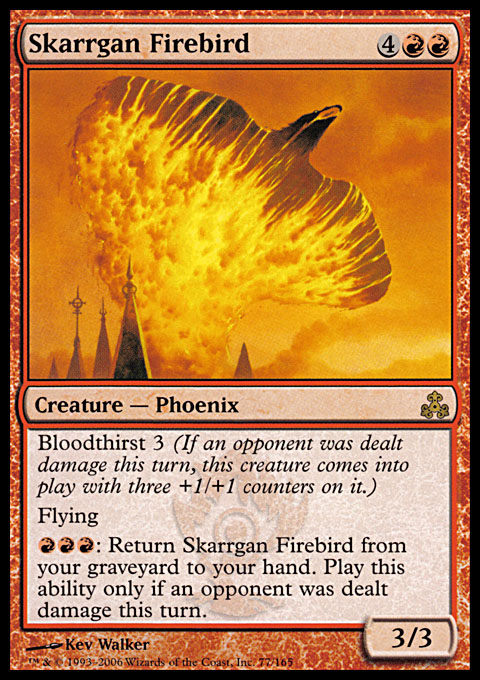 Skarrgan Firebird 4
Creature — Phoenix
Bloodthirst 3 (If an opponent was dealt
damage this turn, this creature comes into
play with three +1/+1 counters on it.)
Flying
: Return Skarrgan Firebird from
your graveyard to your hand. Play this
ability only if an opponent was dealt
damage this turn.
3/3
Kev Walker
™ & © 1993-2006 Wizards of the Coast, Inc. 77/165